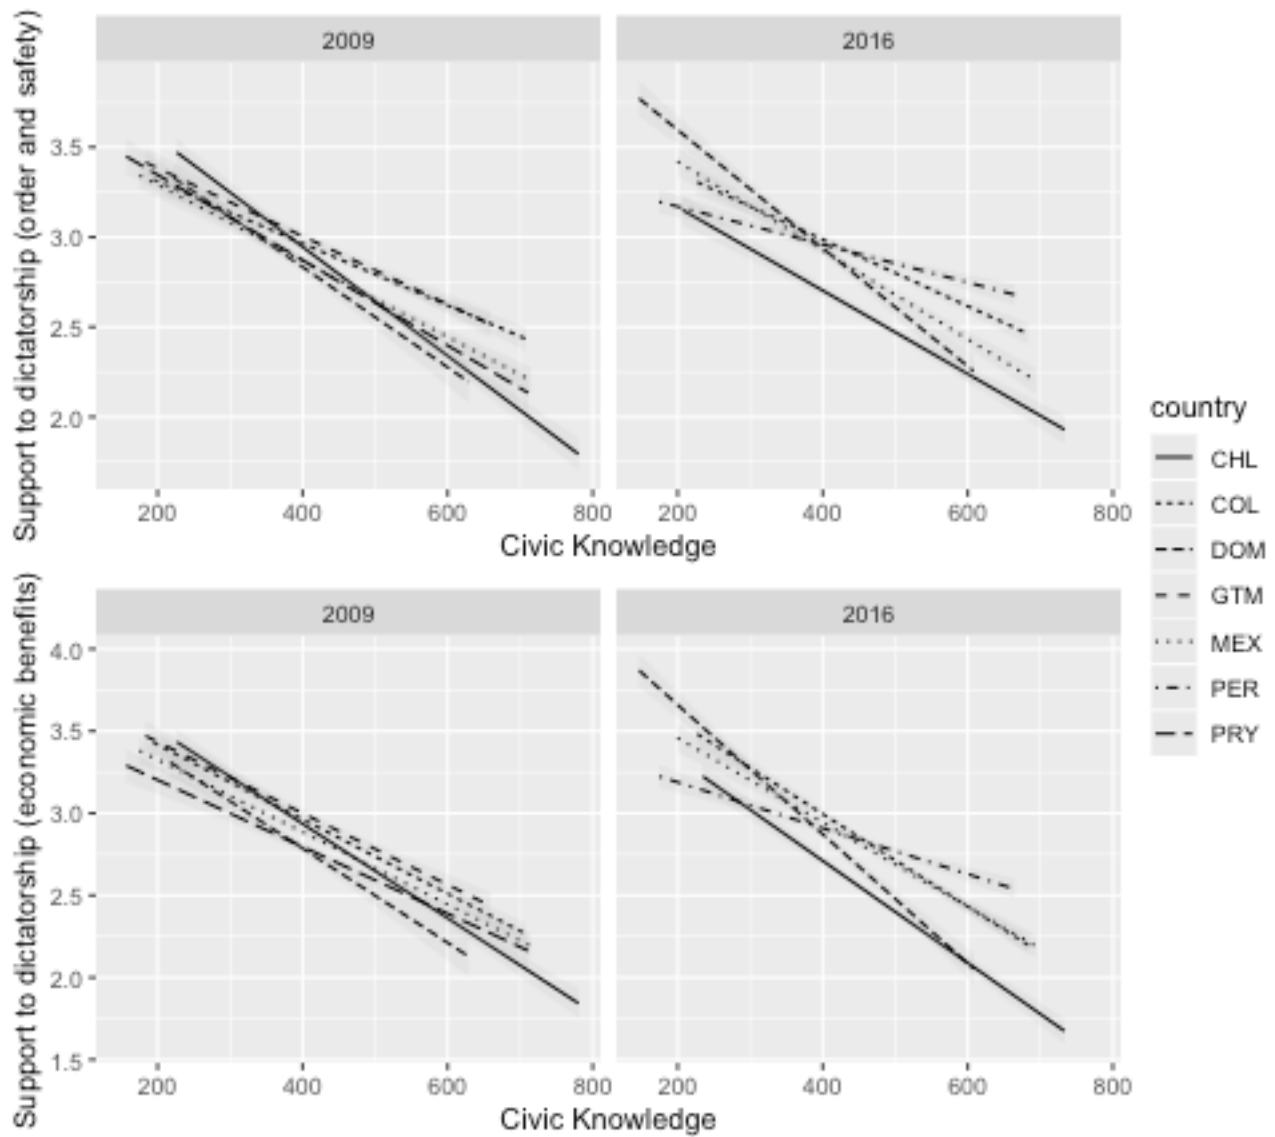 2009 2016
Support to dictatorship (order and safety)
3.5
3.0
2.5
2.0
200 400 600 800 200 400 600 800
Civic Knowledge
2009 2016
Support to dictatorship (economic benefits)
4.0
3.5
3.0
2.5
2.0
1.5
200 400 600 800 200 400 600 800
Civic Knowledge
country
CHL
COL
DOM
GTM
MEX
PER
PRY